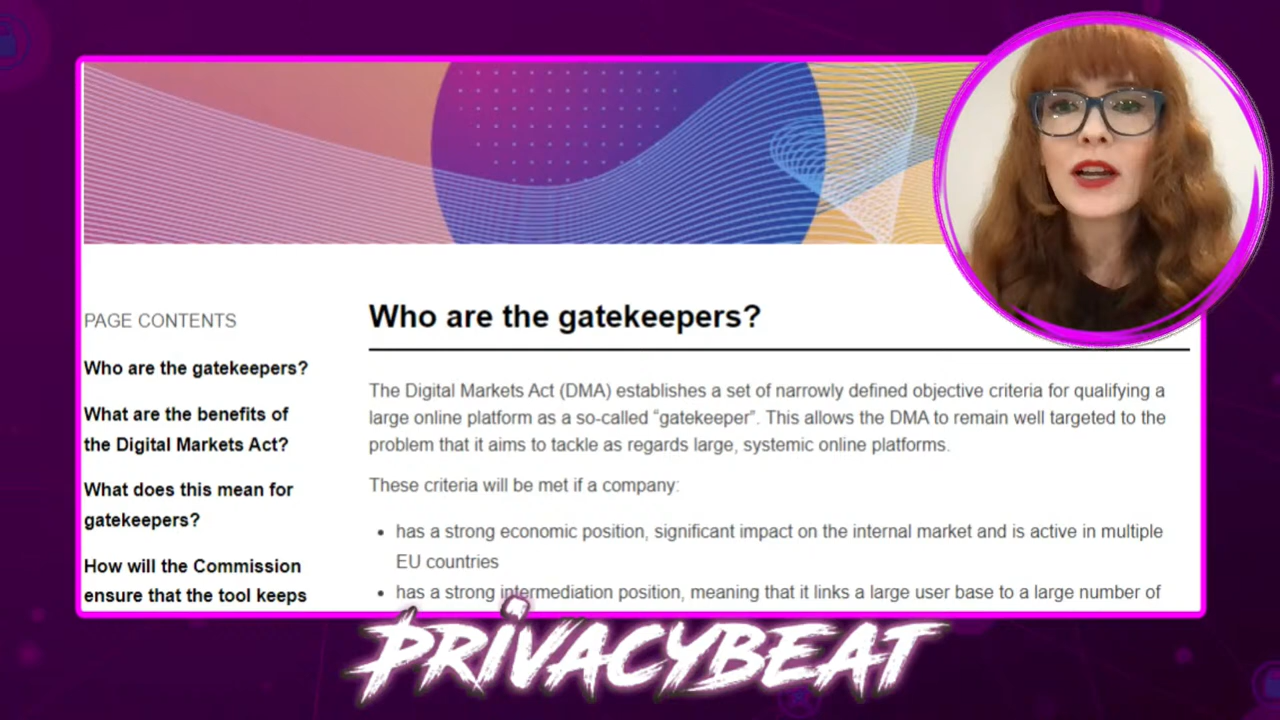 PAGE CONTENTS
Who are the gatekeepers?
What are the benefits of
the Digital Markets Act?
What does this mean for
gatekeepers?
How will the Commission
ensure that the tool keeps
Who are the gatekeepers?
The Digital Markets Act (DMA) establishes a set of narrowly defined objective criteria for qualifying a
large online platform as a so-called “gatekeeper”. This allows the DMA to remain well targeted to the
problem that it aims to tackle as regards large, systemic online platforms.
These criteria will be met if a company:
• has a strong economic position, significant impact on the internal market and is active in multiple
EU countries
• has a strong intermediation position, meaning that it links a large user base to a large number of
PRiVACYBEAT